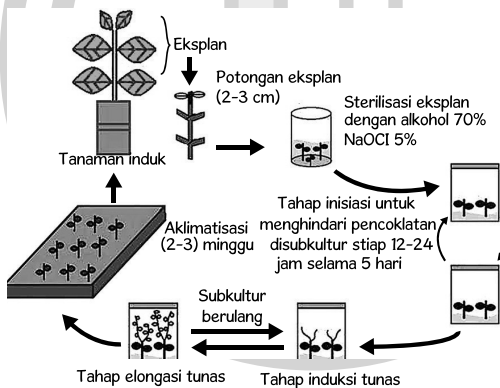 Eksplan
Potongan eksplan
(2-3 cm)
Sterilisasi eksplan
dengan alkohol 70%
NaOCI 5%
Tanaman induk
Tahap inisiasi untuk
menghindari pencoklatan
disubkultur stiap 12-24
jam selama 5 hari
Aklimatisasi
(2-3) minggu
Subkultur
berulang
Tahap elongasi tunas
Tahap induksi tunas